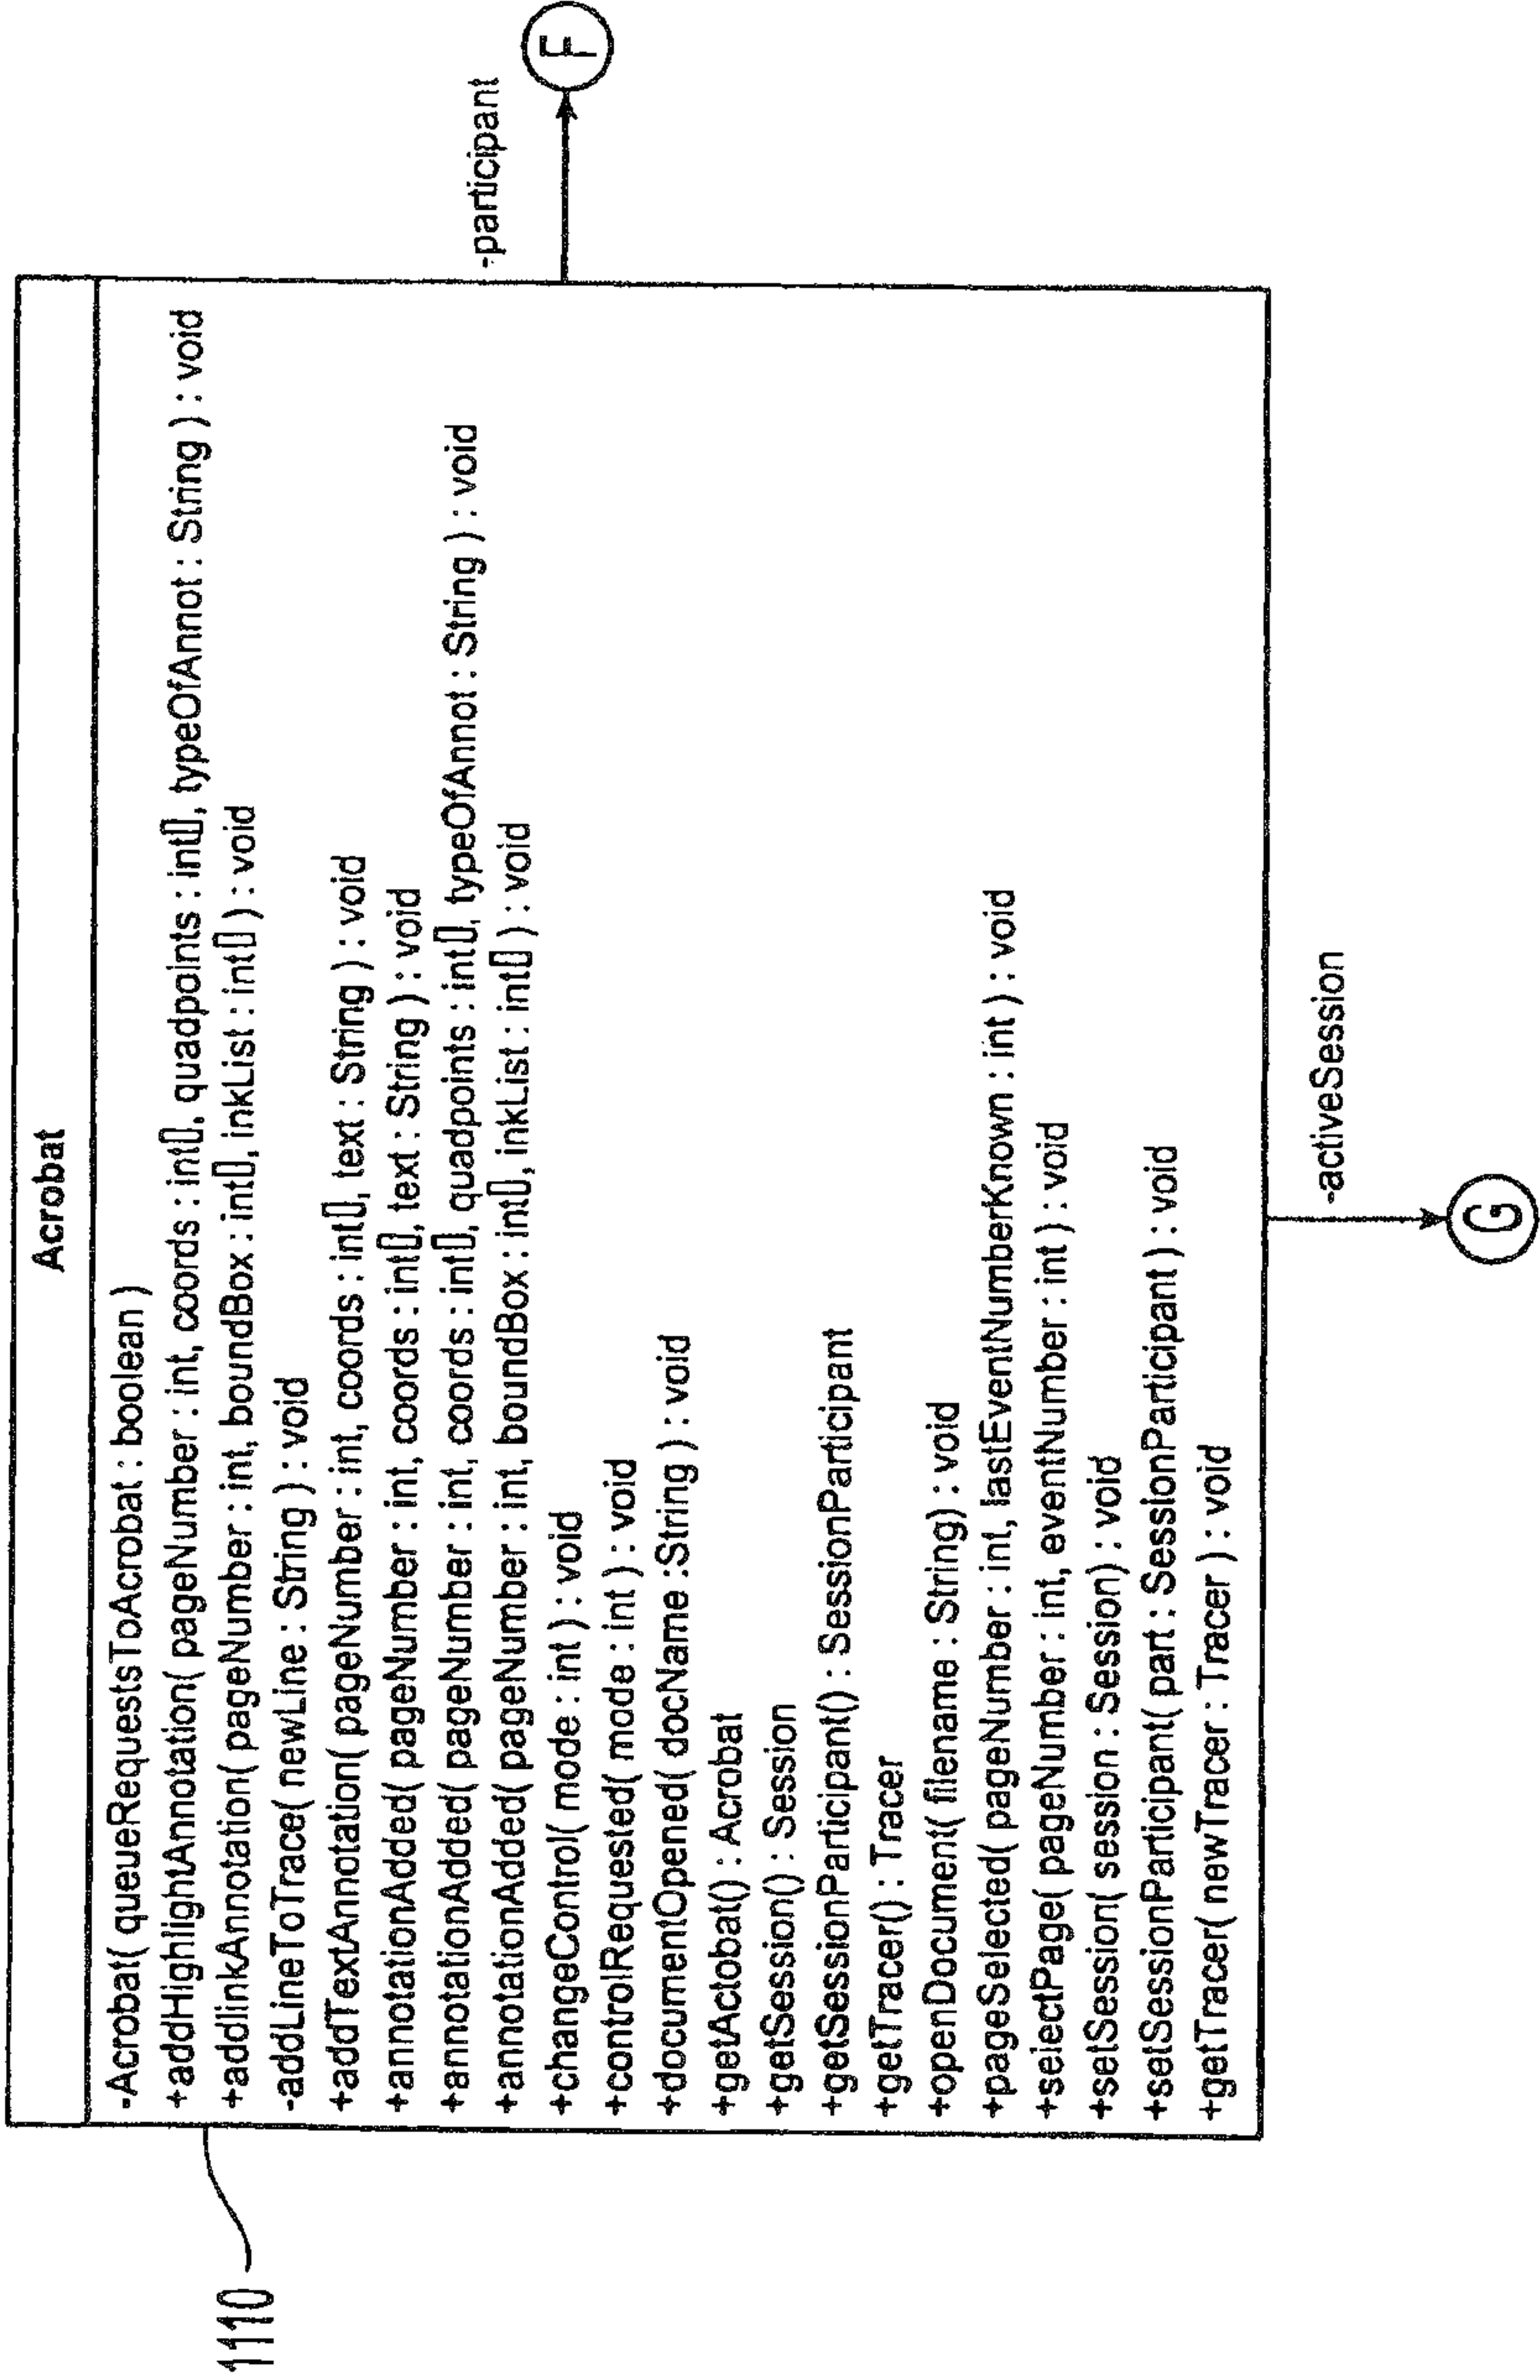 Acrobat
-Acrobat( queueRequestsToAcrobat : boolean )
+addHighlightAnnotation( pageNumber : int, coords : int[], quadpoints : int[], typeOfAnnot : String ) : void
+addInkAnnotation( pageNumber : int, boundBox : int[], inkList : int[] ) : void
-addLineToTrace( newLine : String ) : void
+addTextAnnotation( pageNumber : int, coords : int[], text : String ) : void
+annotationAdded( pageNumber : int, coords : int[], text : String ) : void
+annotationAdded( pageNumber : int, coords : int[], quadpoints : int[], typeOfAnnot : String ) : void
+annotationAdded( pageNumber : int, boundBox : int[], inkList : int[] ) : void
+changeControl( mode : int ) : void
+controlRequested( mode : int ) : void
+documentOpened( docName :String ) : void
+getActobat() : Acrobat
+getSession() : Session
+getSessionParticipant() : SessionParticipant
+getTracer() : Tracer
+openDocument( filename : String) : void
+pageSelected( pageNumber : int, lastEventNumberKnown : int ) : void
+selectPage( pageNumber : int, eventNumber : int ) : void
+setSession( session : Session) : void
+setSessionParticipant( part : SessionParticipant ) : void
+getTracer( newTracer : Tracer ) : void
1110
-participant
F
-activeSession
G